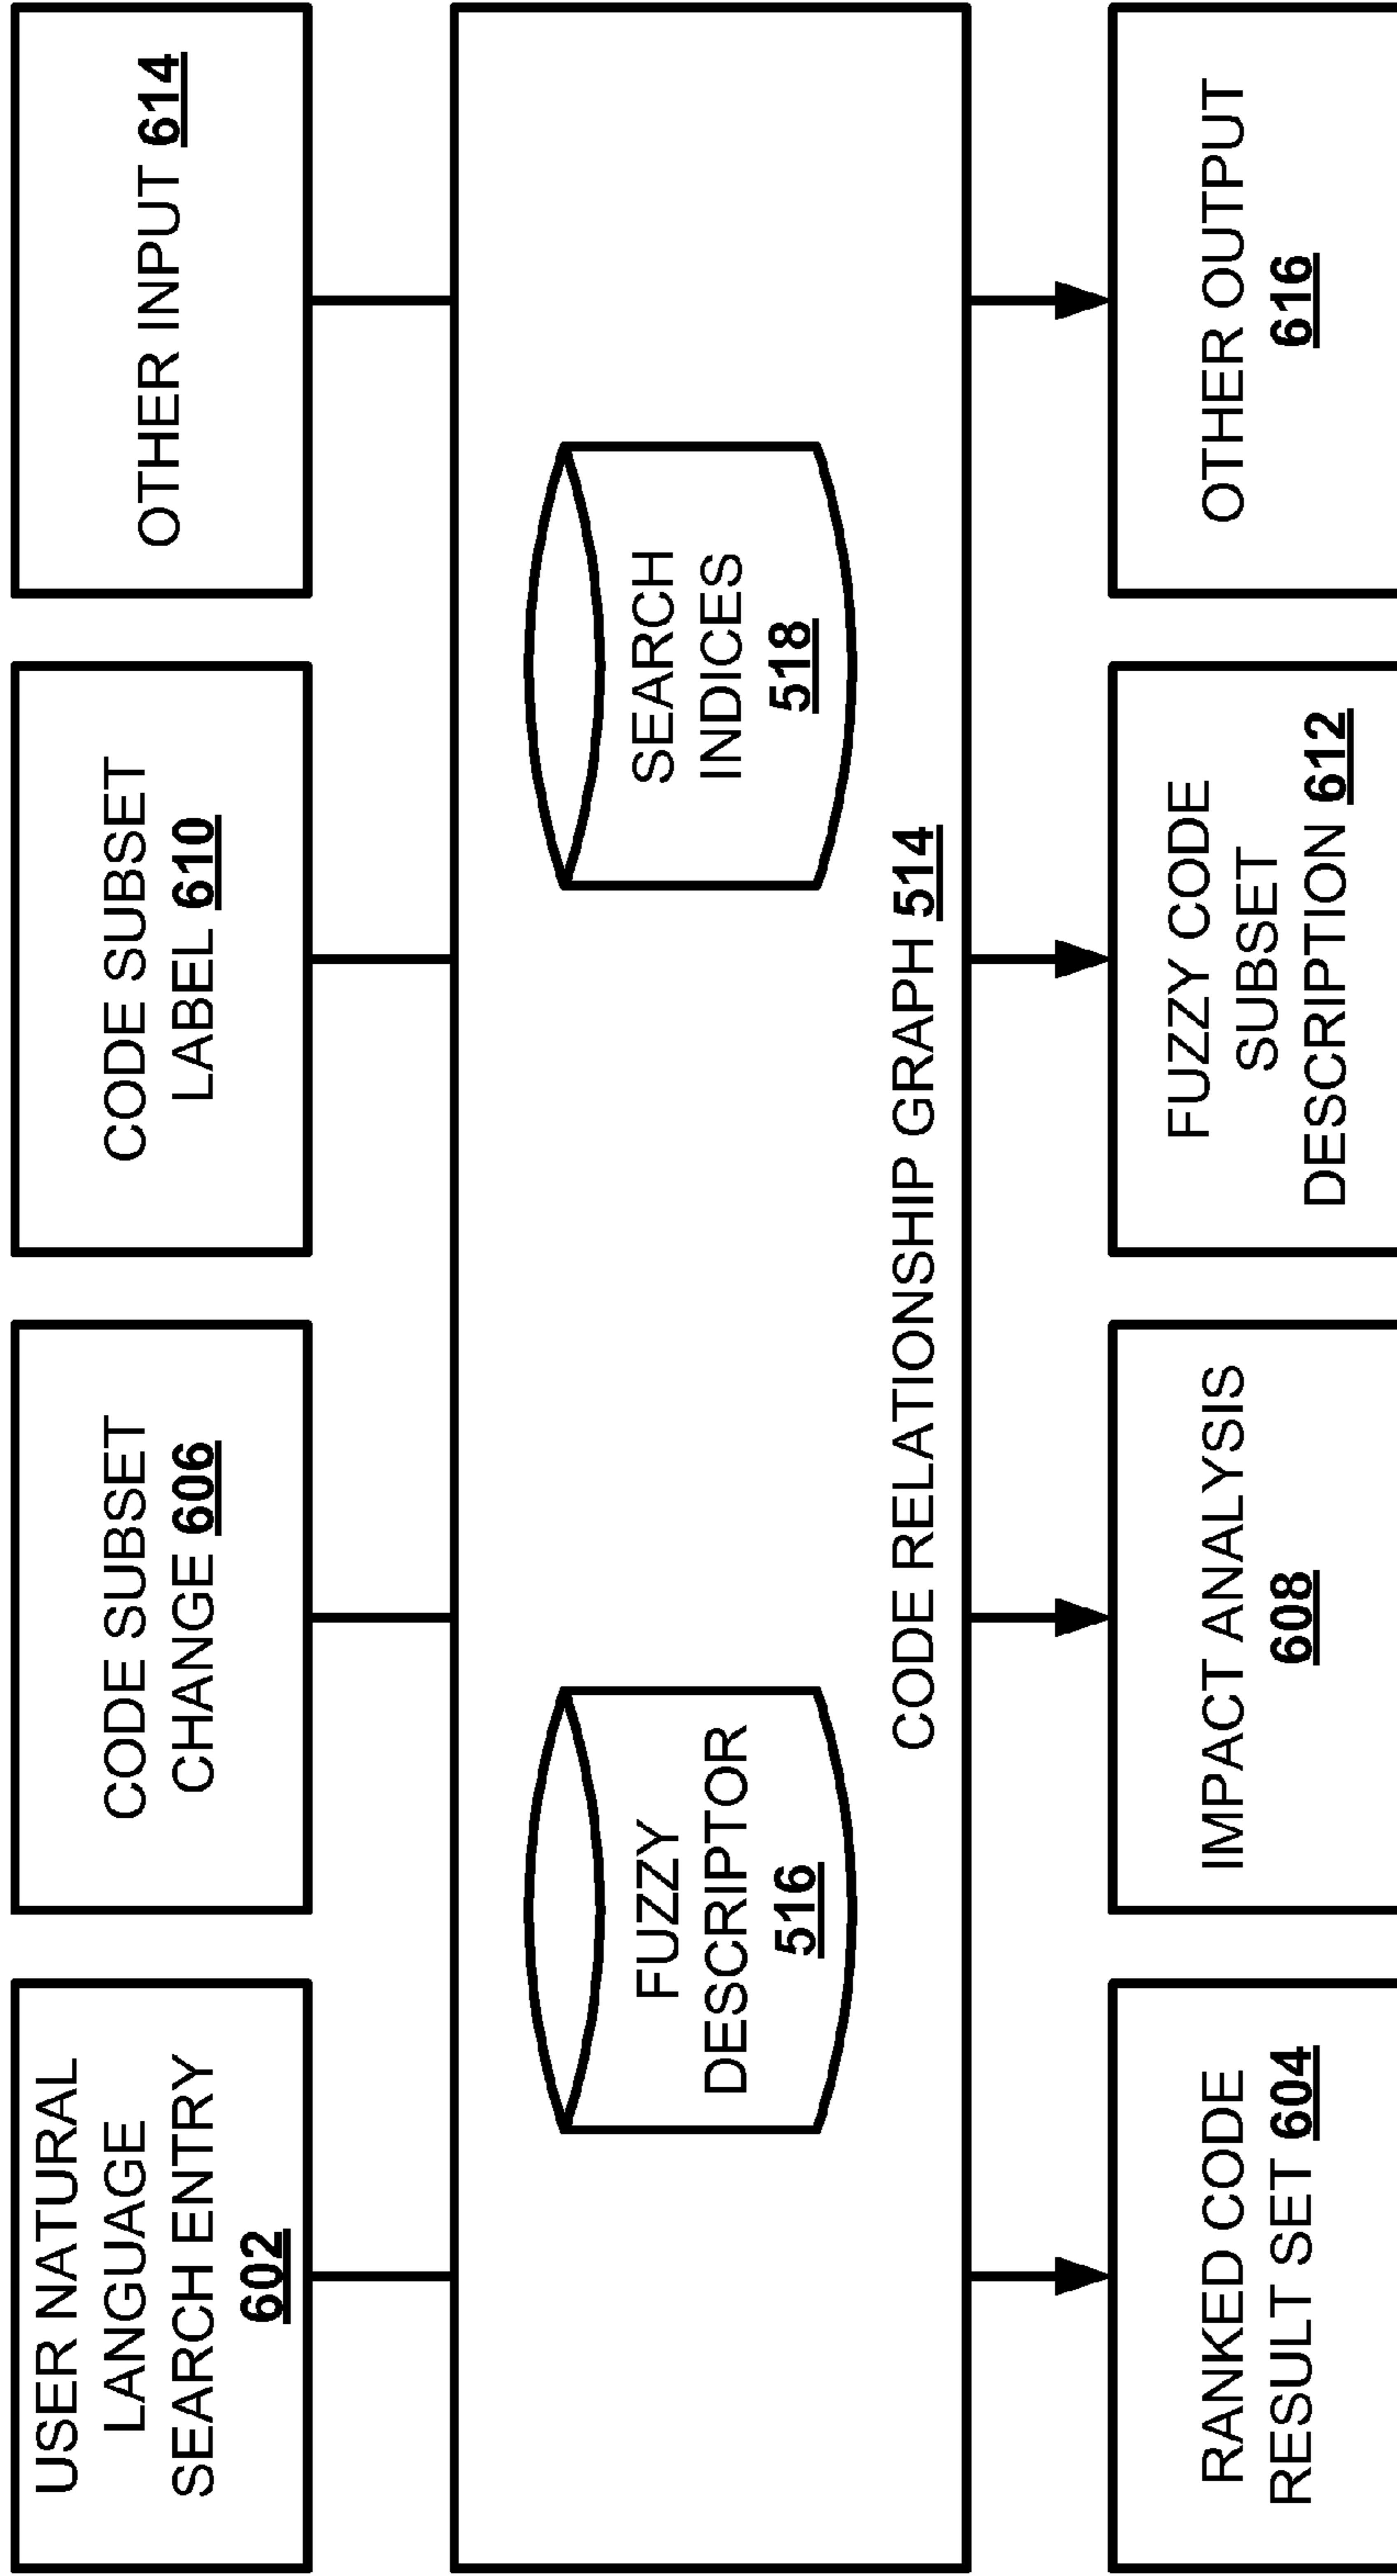 USER NATURAL
LANGUAGE
SEARCH ENTRY
602
CODE SUBSET
CHANGE 606
CODE SUBSET
LABEL 610
OTHER INPUT 614
FUZZY
DESCRIPTOR
516
SEARCH
INDICES
518
CODE RELATIONSHIP GRAPH 514
RANKED CODE
RESULT SET 604
IMPACT ANALYSIS
608
FUZZY CODE
SUBSET
DESCRIPTION 612
OTHER OUTPUT
616